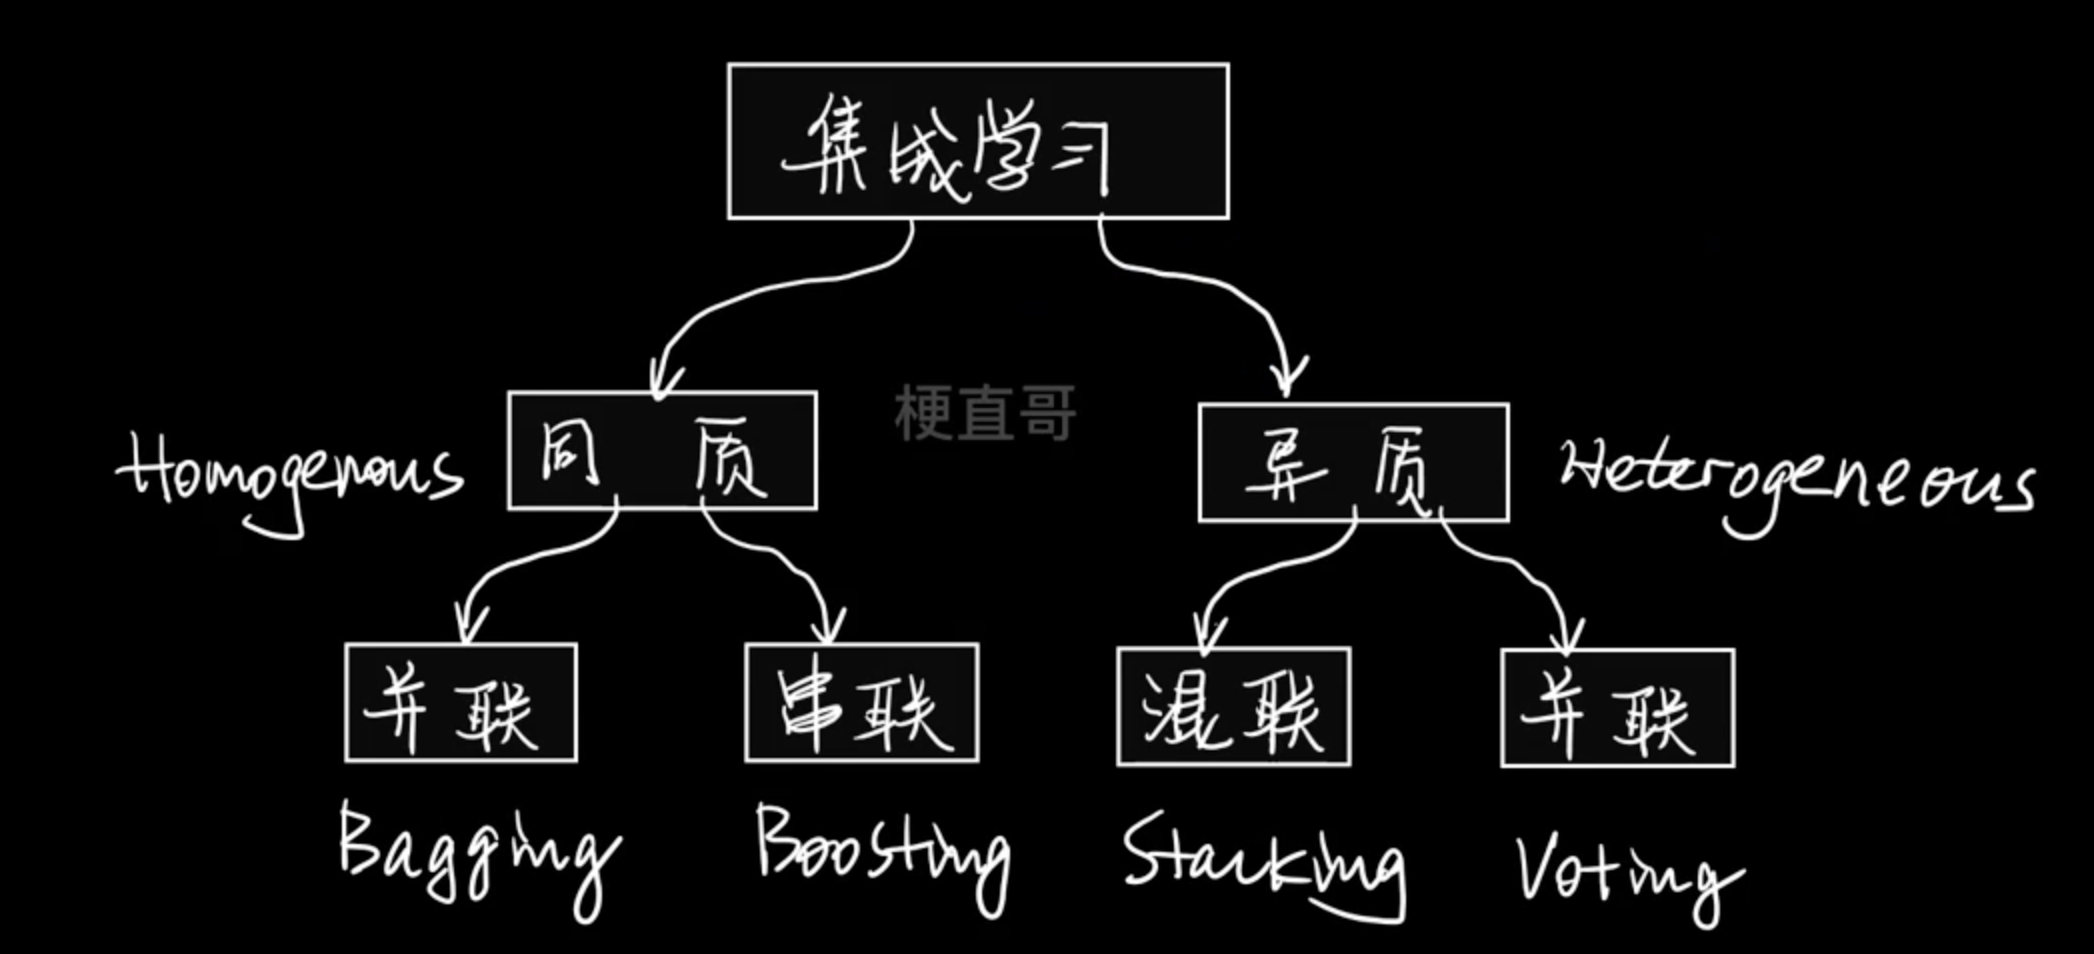 集成学习
梗直哥
Homogenous 同质 异质 Heterogeneous
并联 串联 混联 并联
Bagging Boosting Stacking Voting